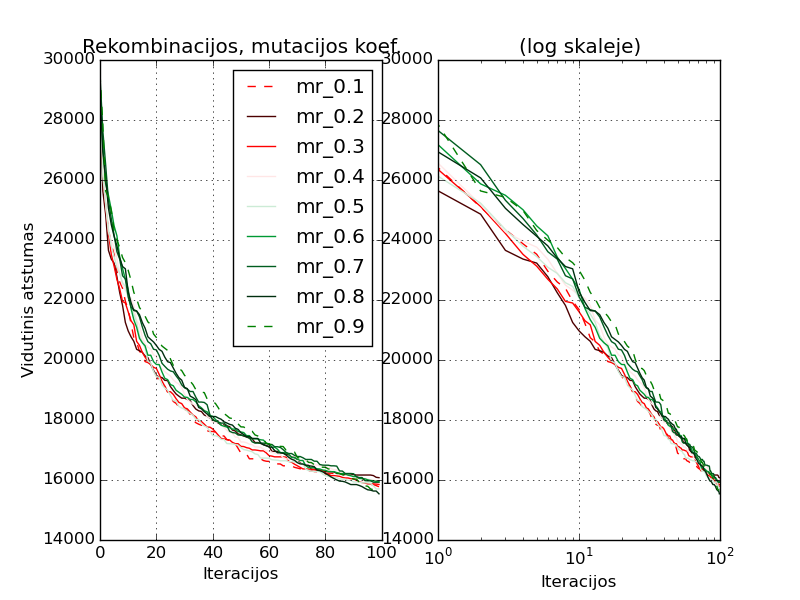 Rekombinacijos, mutacijos koef.
(log skaleje)
30000
28000
26000
24000
22000
20000
18000
16000
14000
Vidutinis atstumas
0 20 40 60 80 100
Iteracijos
mr_0.1
mr_0.2
mr_0.3
mr_0.4
mr_0.5
mr_0.6
mr_0.7
mr_0.8
mr_0.9
30000
28000
26000
24000
22000
20000
18000
16000
14000
10^0 10^1 10^2
Iteracijos